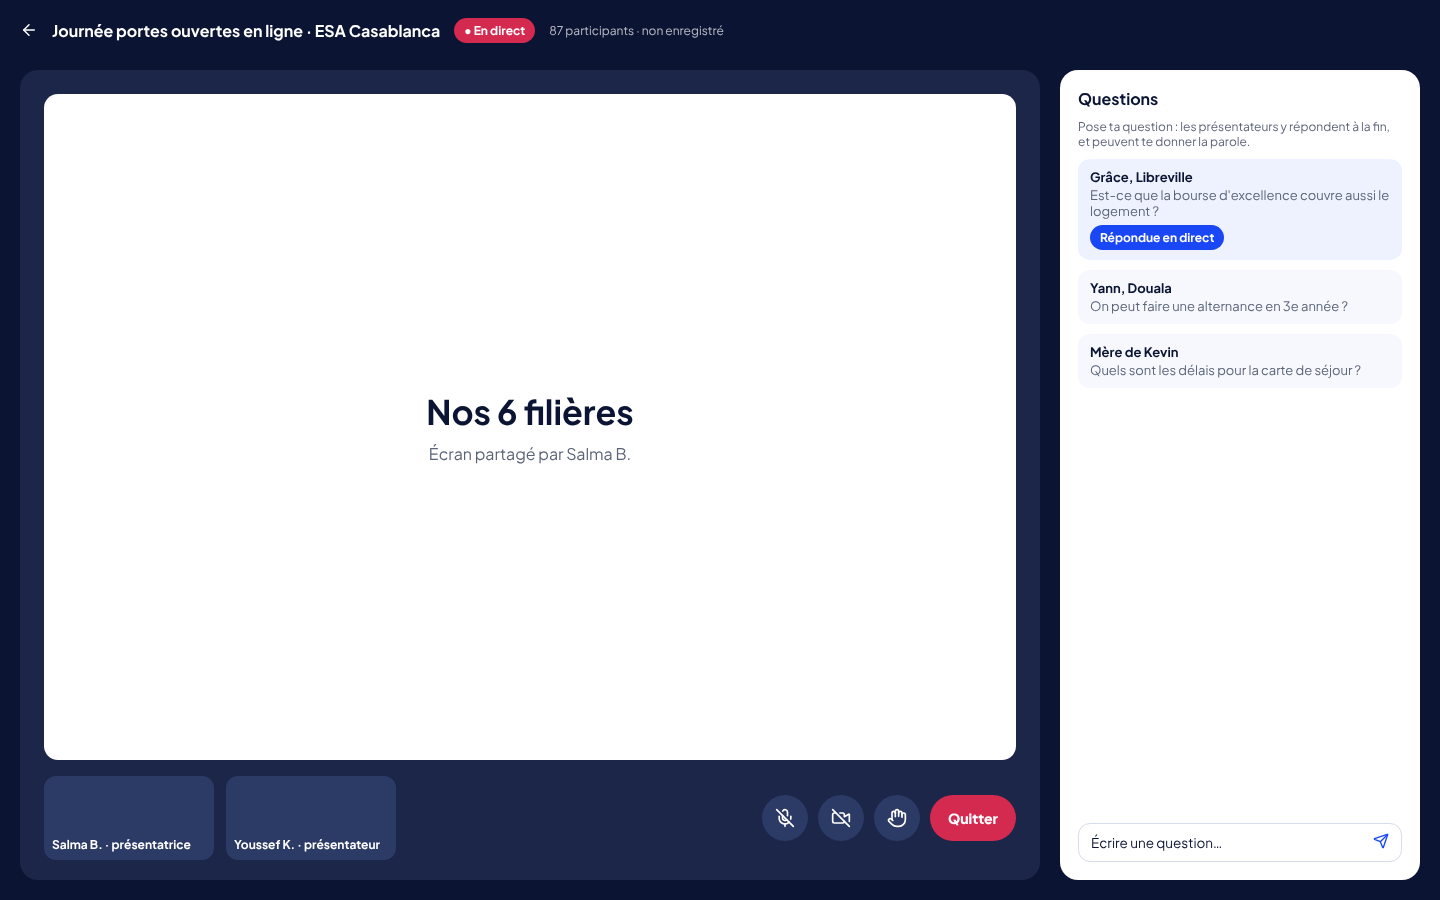 Journée portes ouvertes en ligne · ESA Casablanca
● En direct
87 participants · non enregistré
Nos 6 filières
Écran partagé par Salma B.
Salma B. · présentatrice
Youssef K. · présentateur
Quitter
Questions
Pose ta question : les présentateurs y répondent à la fin,
et peuvent te donner la parole.
Grâce, Libreville
Est-ce que la bourse d'excellence couvre aussi le
logement ?
Répondue en direct
Yann, Douala
On peut faire une alternance en 3e année ?
Mère de Kevin
Quels sont les délais pour la carte de séjour ?
Écrire une question…